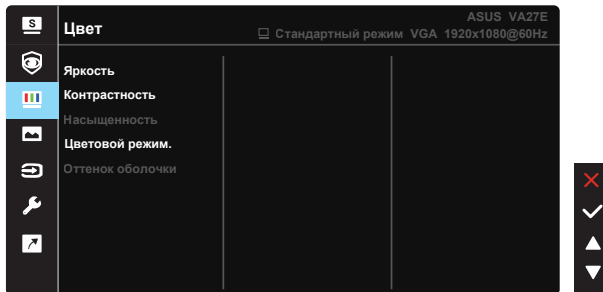 S
ASUS VA27E
Цвет
Стандартный режим VGA 1920x1080@60Hz
Яркость
Контрастность
Насыщенность
Цветовой режим.
Оттенок оболочки